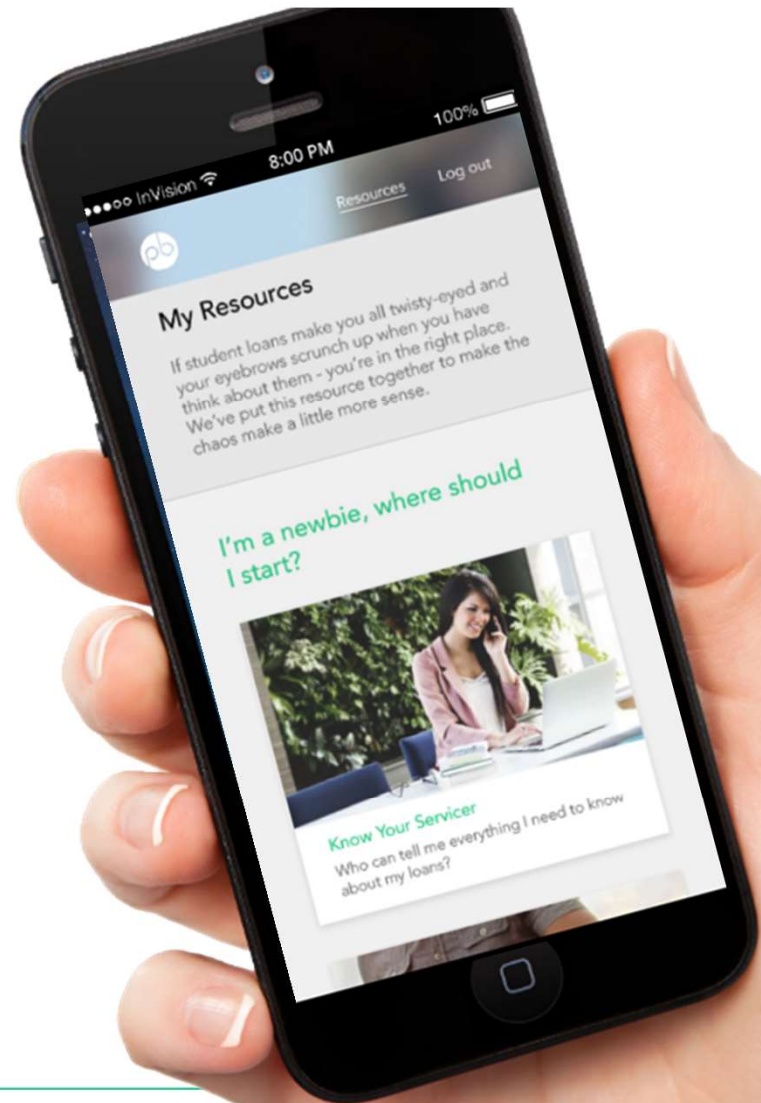 InVision 8:00 PM 100%
pb Resources Log out
My Resources
If student loans make you all twisty-eyed and
your eyebrows scrunch up when you have
think about them - you're in the right place.
We've put this resource together to make the
chaos make a little more sense.
I'm a newbie, where should
I start?
Know Your Servicer
Who can tell me everything I need to know
about my loans?